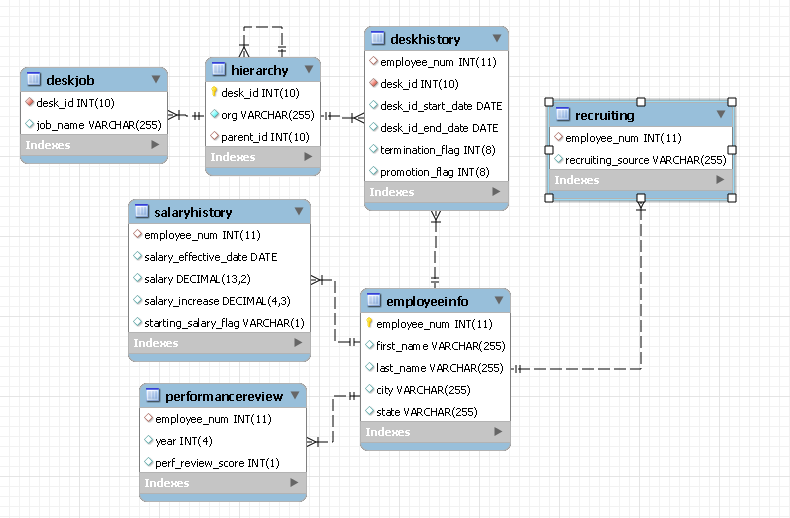 deskjob
desk_id INT(10)
job_name VARCHAR(255)
Indexes
hierarchy
desk_id INT(10)
org VARCHAR(255)
parent_id INT(10)
Indexes
deskhistory
employee_num INT(11)
desk_id INT(10)
desk_id_start_date DATE
desk_id_end_date DATE
termination_flag INT(8)
promotion_flag INT(8)
Indexes
recruiting
employee_num INT(11)
recruiting_source VARCHAR(255)
Indexes
salaryhistory
employee_num INT(11)
salary_effective_date DATE
salary DECIMAL(13,2)
salary_increase DECIMAL(4,3)
starting_salary_flag VARCHAR(1)
Indexes
employeeinfo
employee_num INT(11)
first_name VARCHAR(255)
last_name VARCHAR(255)
city VARCHAR(255)
state VARCHAR(255)
Indexes
performancereview
employee_num INT(11)
year INT(4)
perf_review_score INT(1)
Indexes